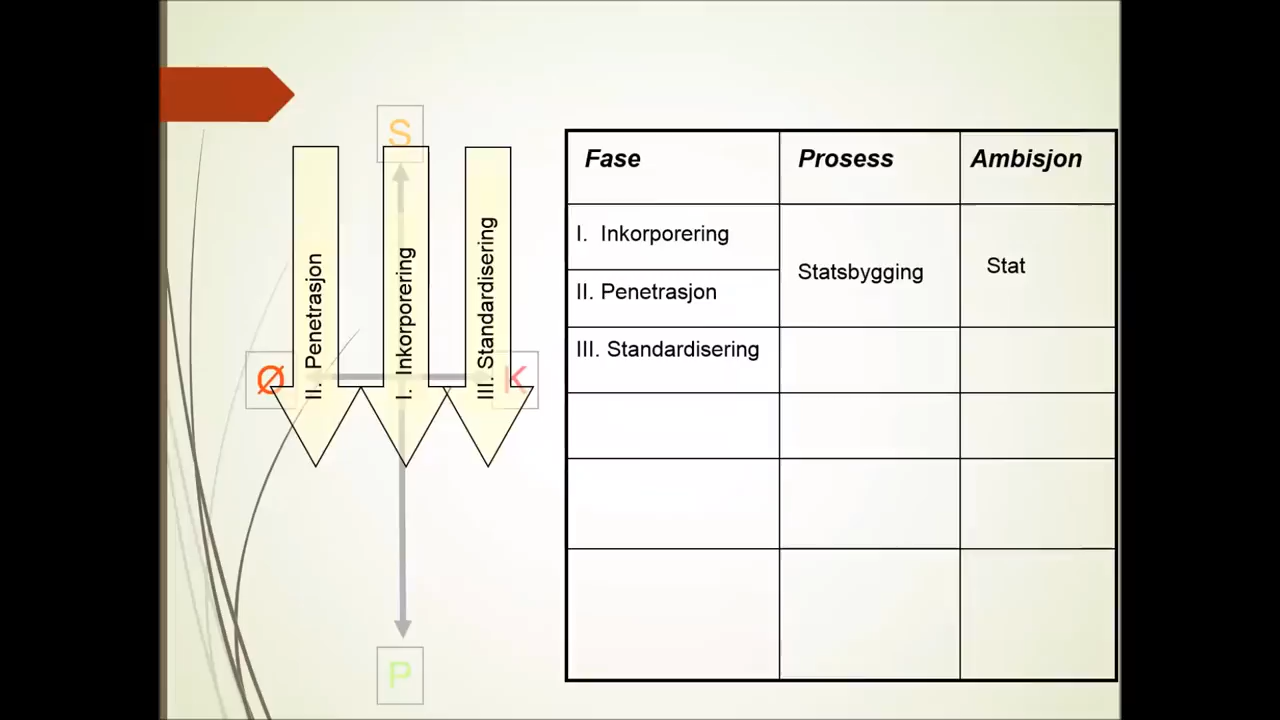 S
Ø
K
P
II. Penetrasjon
I. Inkorporering
III. Standardisering
Fase Prosess Ambisjon
I. Inkorporering
Statsbygging Stat
II. Penetrasjon
III. Standardisering